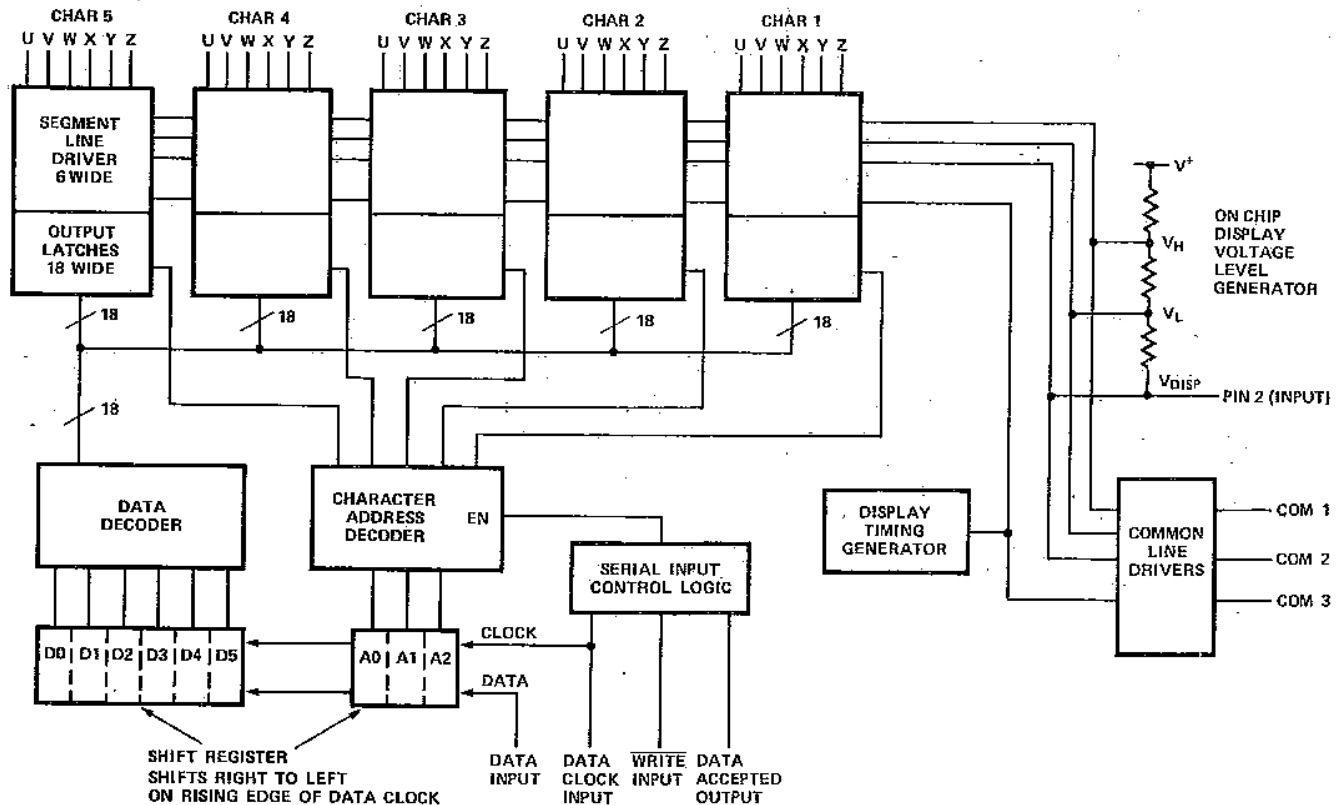 CHAR 5 CHAR 4 CHAR 3 CHAR 2 CHAR 1
U V W X Y Z U V W X Y Z U V W X Y Z U V W X Y Z U V W X Y Z
SEGMENT
LINE
DRIVER
6 WIDE
OUTPUT
LATCHES
18 WIDE
V+
VH
VL
VDISP
ON CHIP
DISPLAY
VOLTAGE
LEVEL
GENERATOR
PIN 2 (INPUT)
18 18 18 18 18
18
DATA
DECODER
CHARACTER
ADDRESS
DECODER
EN
SERIAL INPUT
CONTROL LOGIC
DISPLAY
TIMING
GENERATOR
COMMON
LINE
DRIVERS
COM 1
COM 2
COM 3
D0 D1 D2 D3 D4 D5
A0 A1 A2
CLOCK
DATA
SHIFT REGISTER
SHIFTS RIGHT TO LEFT
ON RISING EDGE OF DATA CLOCK
DATA
INPUT
DATA
CLOCK
INPUT
WRITE
INPUT
DATA
ACCEPTED
OUTPUT